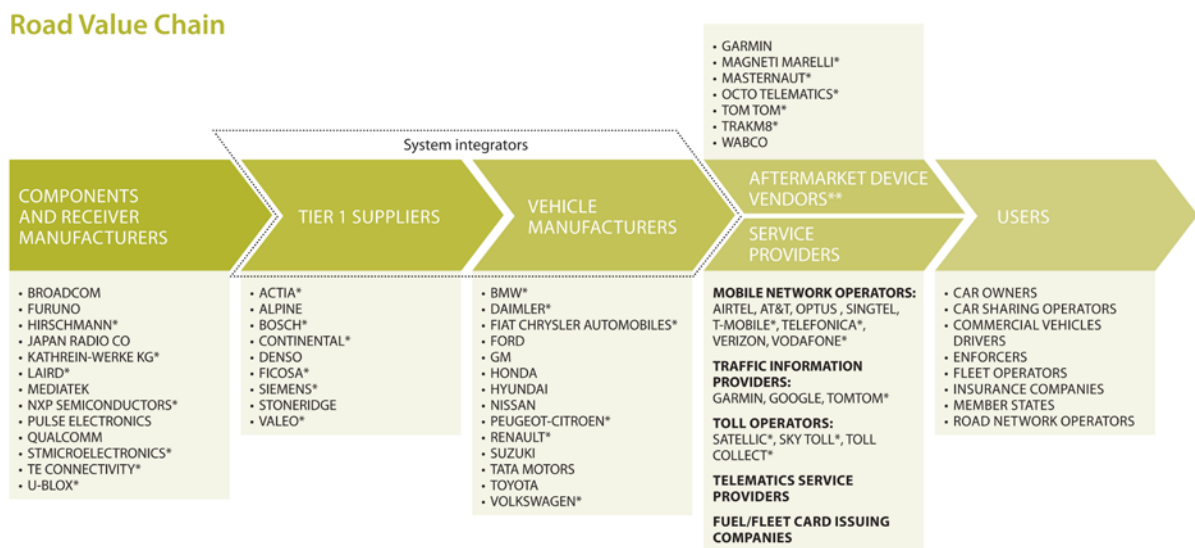 Road Value Chain
• GARMIN
• MAGNETI MARELLI*
• MASTERNAUT*
• OCTO TELEMATICS*
• TOM TOM*
• TRAKM8*
• WABCO
System integrators
COMPONENTS
AND RECEIVER
MANUFACTURERS
TIER 1 SUPPLIERS
VEHICLE
MANUFACTURERS
AFTERMARKET DEVICE
VENDORS**
SERVICE
PROVIDERS
USERS
• BROADCOM
• FURUNO
• HIRSCHMANN*
• JAPAN RADIO CO
• KATHREIN-WERKE KG*
• LAIRD*
• MEDIATEK
• NXP SEMICONDUCTORS*
• PULSE ELECTRONICS
• QUALCOMM
• STMICROELECTRONICS*
• TE CONNECTIVITY*
• U-BLOX*
• ACTIA*
• ALPINE
• BOSCH*
• CONTINENTAL*
• DENSO
• FICOSA*
• SIEMENS*
• STONERIDGE
• VALEO*
• BMW*
• DAIMLER*
• FIAT CHRYSLER AUTOMOBILES*
• FORD
• GM
• HONDA
• HYUNDAI
• NISSAN
• PEUGEOT-CITROEN*
• RENAULT*
• SUZUKI
• TATA MOTORS
• TOYOTA
• VOLKSWAGEN*
MOBILE NETWORK OPERATORS:
AIRTEL, AT&T, OPTUS , SINGTEL,
T-MOBILE*, TELEFONICA*,
VERIZON, VODAFONE*
TRAFFIC INFORMATION
PROVIDERS:
GARMIN, GOOGLE, TOMTOM*
TOLL OPERATORS:
SATELLIC*, SKY TOLL*, TOLL
COLLECT*
TELEMATICS SERVICE
PROVIDERS
FUEL/FLEET CARD ISSUING
COMPANIES
• CAR OWNERS
• CAR SHARING OPERATORS
• COMMERCIAL VEHICLES
DRIVERS
• ENFORCERS
• FLEET OPERATORS
• INSURANCE COMPANIES
• MEMBER STATES
• ROAD NETWORK OPERATORS